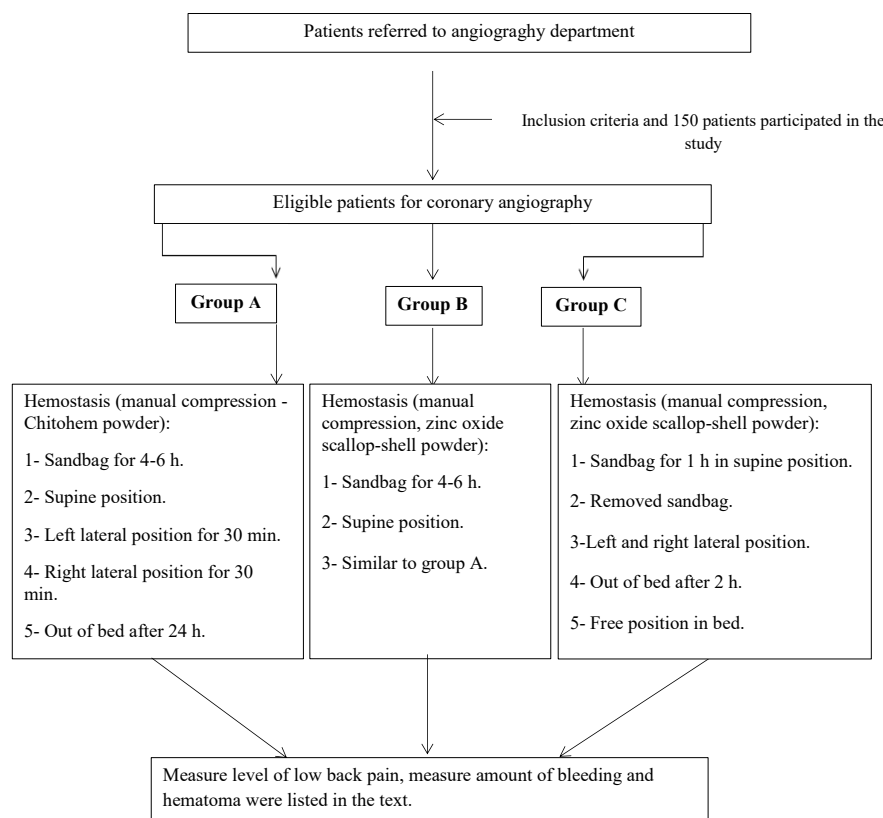 Patients referred to angiograghy department
Inclusion criteria and 150 patients participated in the
study
Eligible patients for coronary angiography
Group A
Group B
Group C
Hemostasis (manual compression -
Chitohem powder):
1- Sandbag for 4-6 h.
2- Supine position.
3- Left lateral position for 30 min.
4- Right lateral position for 30
min.
5- Out of bed after 24 h.
Hemostasis (manual
compression, zinc oxide
scallop-shell powder):
1- Sandbag for 4-6 h.
2- Supine position.
3- Similar to group A.
Hemostasis (manual compression,
zinc oxide scallop-shell powder):
1- Sandbag for 1 h in supine position.
2- Removed sandbag.
3-Left and right lateral position.
4- Out of bed after 2 h.
5- Free position in bed.
Measure level of low back pain, measure amount of bleeding and
hematoma were listed in the text.